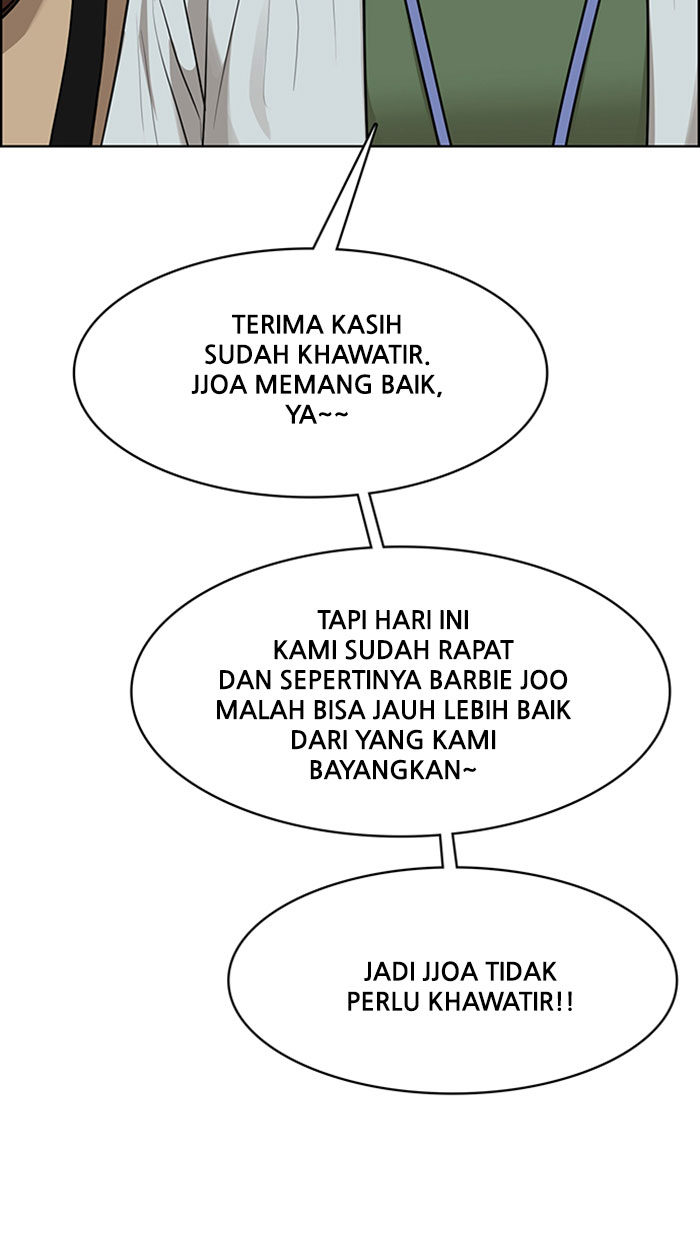 TERIMA KASIH
SUDAH KHAWATIR.
JJOA MEMANG BAIK,
YA~~
TAPI HARI INI
KAMI SUDAH RAPAT
DAN SEPERTINYA BARBIE JOO
MALAH BISA JAUH LEBIH BAIK
DARI YANG KAMI
BAYANGKAN~
JADI JJOA TIDAK
PERLU KHAWATIR!!